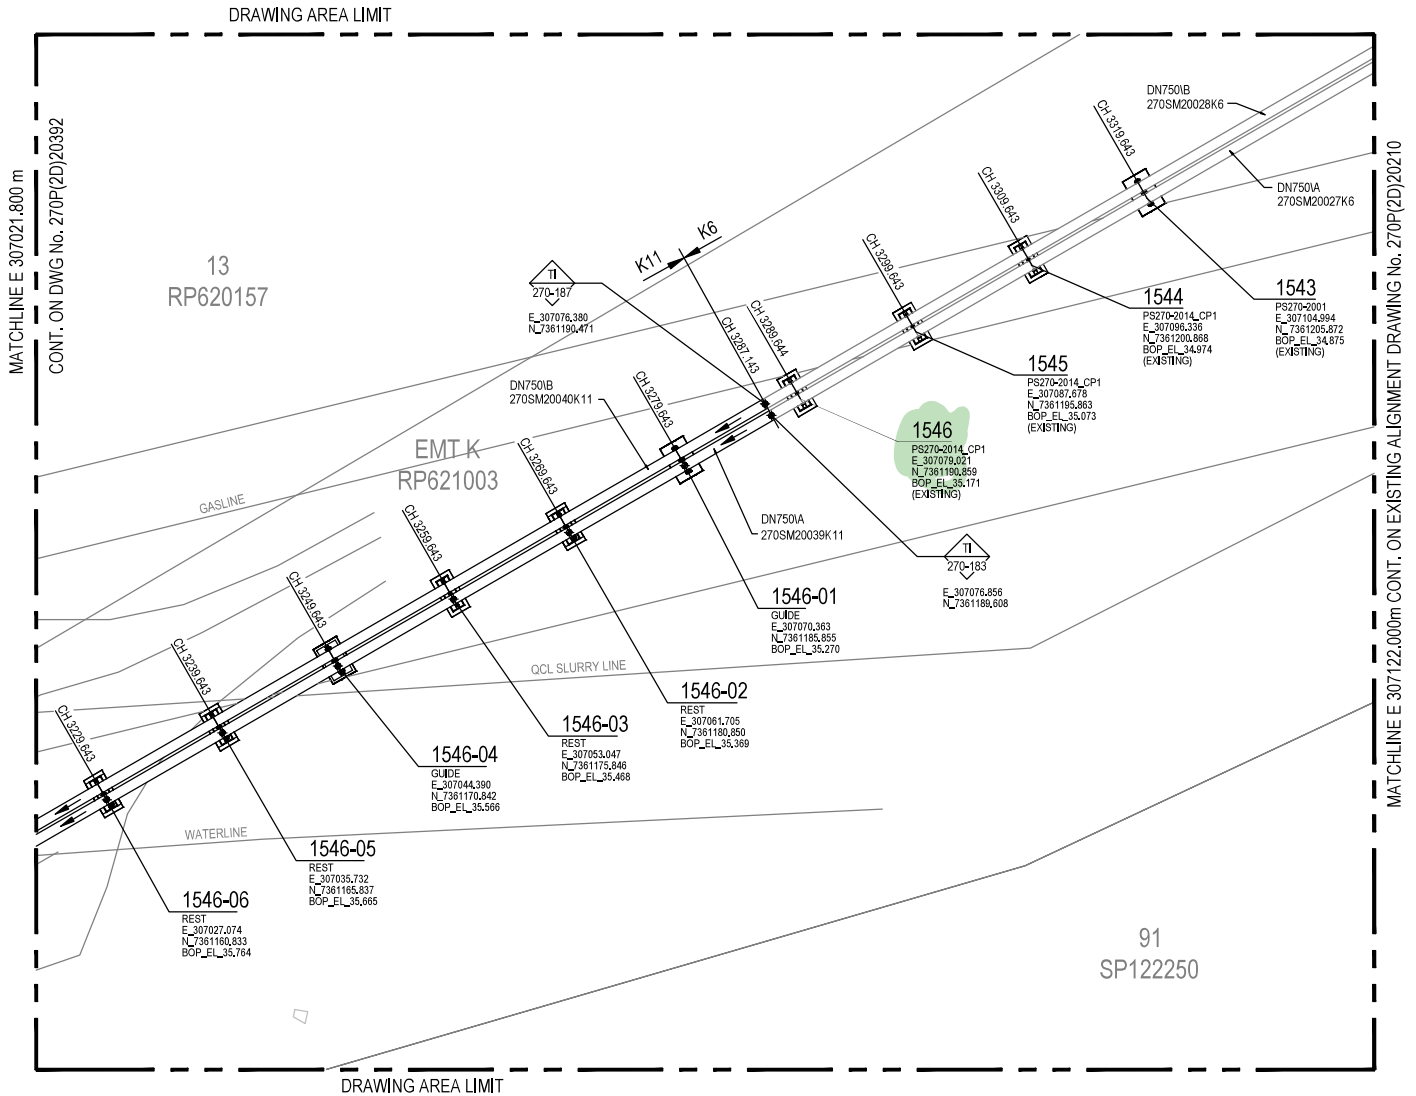 DRAWING AREA LIMIT
MATCHLINE E 307021.800 m
CONT. ON DWG No. 270P(2D)20392
MATCHLINE E 307122.000m CONT. ON EXISTING ALIGNMENT DRAWING No. 270P(2D)20210
13
RP620157
DN750\B
270SM20028K6
CH 3319.643
DN750\A
270SM20027K6
CH 3309.643
CH 3299.643
K11
K6
TI
270-187
E_307076.380
N_7361190.471
CH 3289.644
CH 3287.143
1543
PS270-2001
E_307104.994
N_7361205.872
BOP_EL_34.875
(EXISTING)
1544
PS270-2014_CP1
E_307096.336
N_7361200.868
BOP_EL_34.974
(EXISTING)
1545
PS270-2014_CP1
E_307087.678
N_7361195.863
BOP_EL_35.073
(EXISTING)
1546
PS270-2014_CP1
E_307079.021
N_7361190.859
BOP_EL_35.171
(EXISTING)
DN750\B
270SM20040K11
CH 3279.643
EMT K
RP621003
GASLINE
CH 3269.643
CH 3259.643
DN750\A
270SM20039K11
TI
270-183
E_307076.856
N_7361189.608
CH 3249.643
1546-01
GUIDE
E_307070.363
N_7361185.855
BOP_EL_35.270
QCL SLURRY LINE
CH 3239.643
1546-02
REST
E_307061.705
N_7361180.850
BOP_EL_35.369
CH 3229.643
1546-03
REST
E_307053.047
N_7361175.846
BOP_EL_35.468
1546-04
GUIDE
E_307044.390
N_7361170.842
BOP_EL_35.566
WATERLINE
1546-05
REST
E_307035.732
N_7361165.837
BOP_EL_35.665
1546-06
REST
E_307027.074
N_7361160.833
BOP_EL_35.764
91
SP122250
DRAWING AREA LIMIT